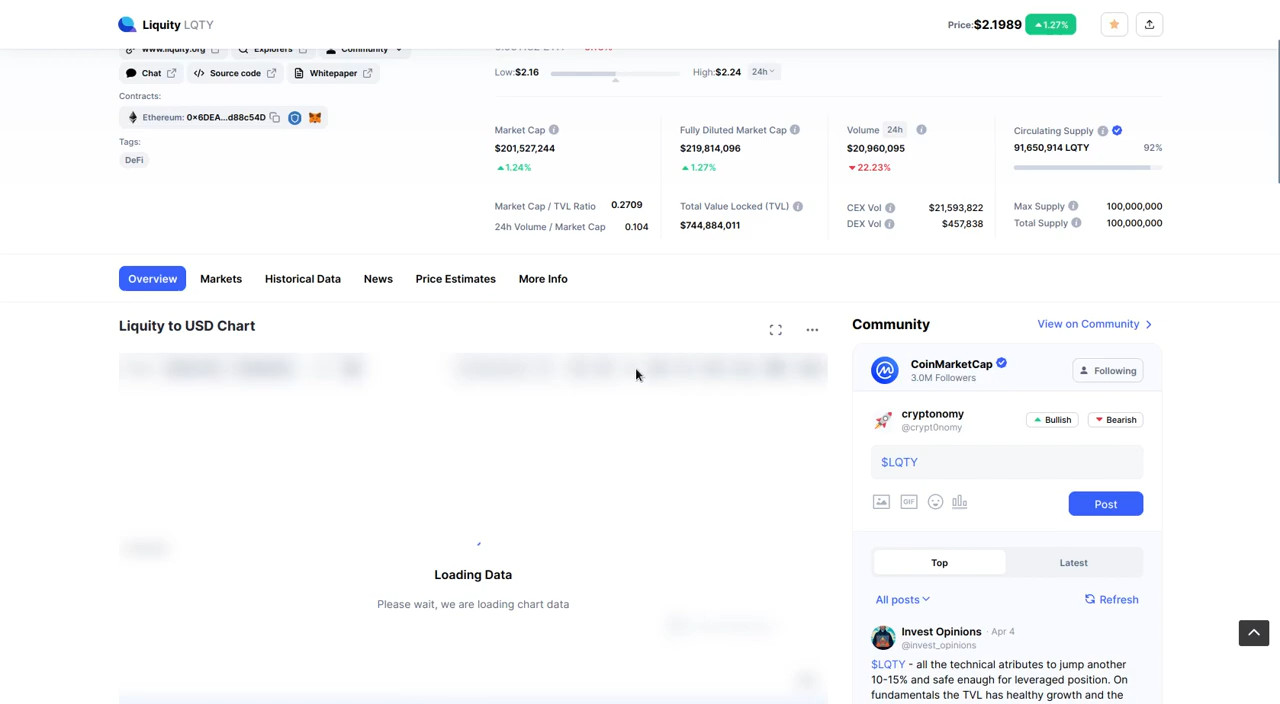 Liquity LQTY
Price:$2.1989 1.27%
www.liquity.org Explorers Community
Low:$2.16 High:$2.24 24h
Chat Source code Whitepaper
Contracts:
Ethereum: 0×6DEA...d88c54D
Tags:
DeFi
Market Cap
$201,527,244
1.24%
Market Cap / TVL Ratio 0.2709
24h Volume / Market Cap 0.104
Fully Diluted Market Cap
$219,814,096
1.27%
Total Value Locked (TVL)
$744,884,011
Volume 24h
$20,960,095
22.23%
CEX Vol $21,593,822
DEX Vol $457,838
Circulating Supply
91,650,914 LQTY 92%
Max Supply 100,000,000
Total Supply 100,000,000
Overview Markets Historical Data News Price Estimates More Info
Liquity to USD Chart
Loading Data
Please wait, we are loading chart data
Community View on Community
CoinMarketCap
3.0M Followers
Following
cryptonomy
@crypt0nomy
Bullish Bearish
$LQTY
GIF
Post
Top Latest
All posts Refresh
Invest Opinions · Apr 4
@invest_opinions
$LQTY - all the technical atributes to jump another
10-15% and safe enaugh for leveraged position. On
fundamentals the TVL has healthy growth and the